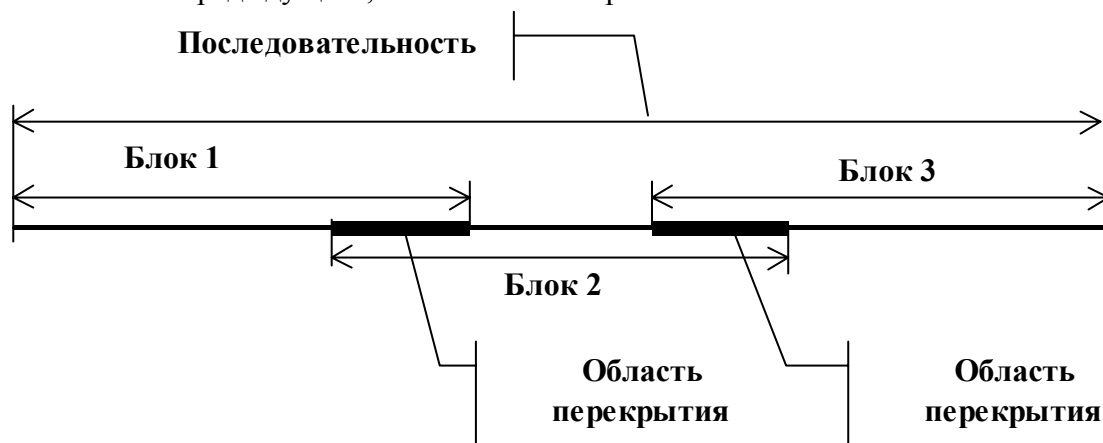 Последовательность
Блок 1
Блок 3
Блок 2
Область
перекрытия
Область
перекрытия